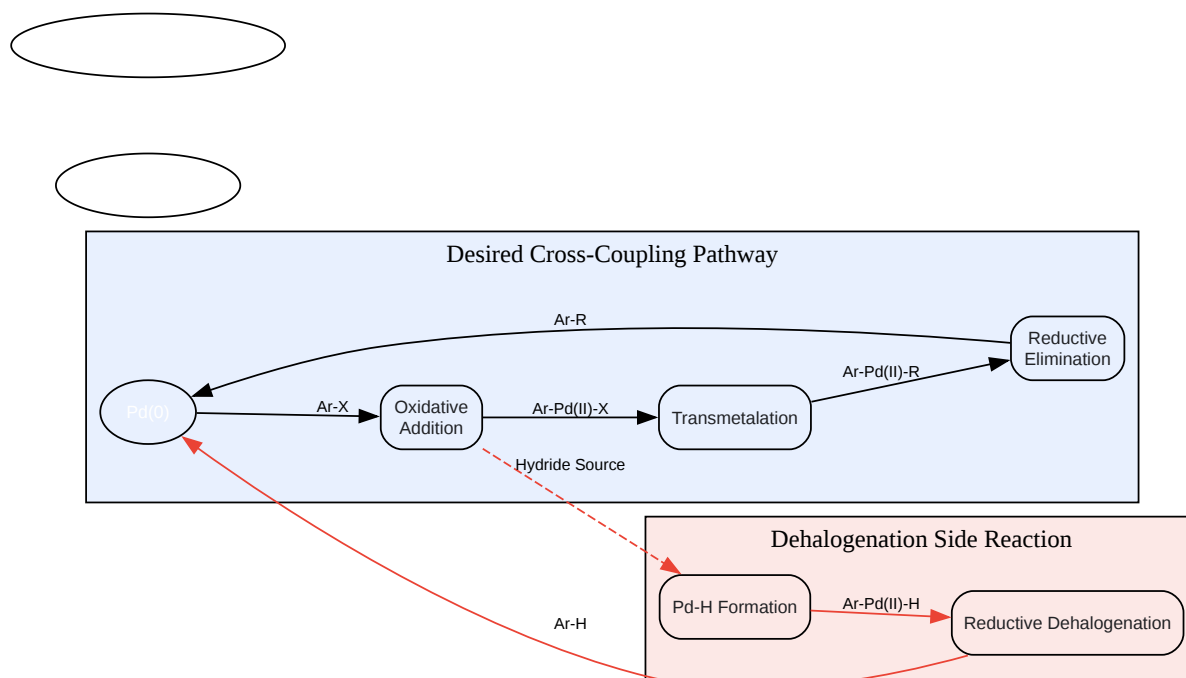 Desired Cross-Coupling Pathway
Ar-R
Reductive
Elimination
Ar-Pd(II)-R
Pd(0)
Ar-X
Oxidative
Addition
Ar-Pd(II)-X
Transmetalation
Hydride Source
Dehalogenation Side Reaction
Pd-H Formation
Ar-Pd(II)-H
Reductive Dehalogenation
Ar-H